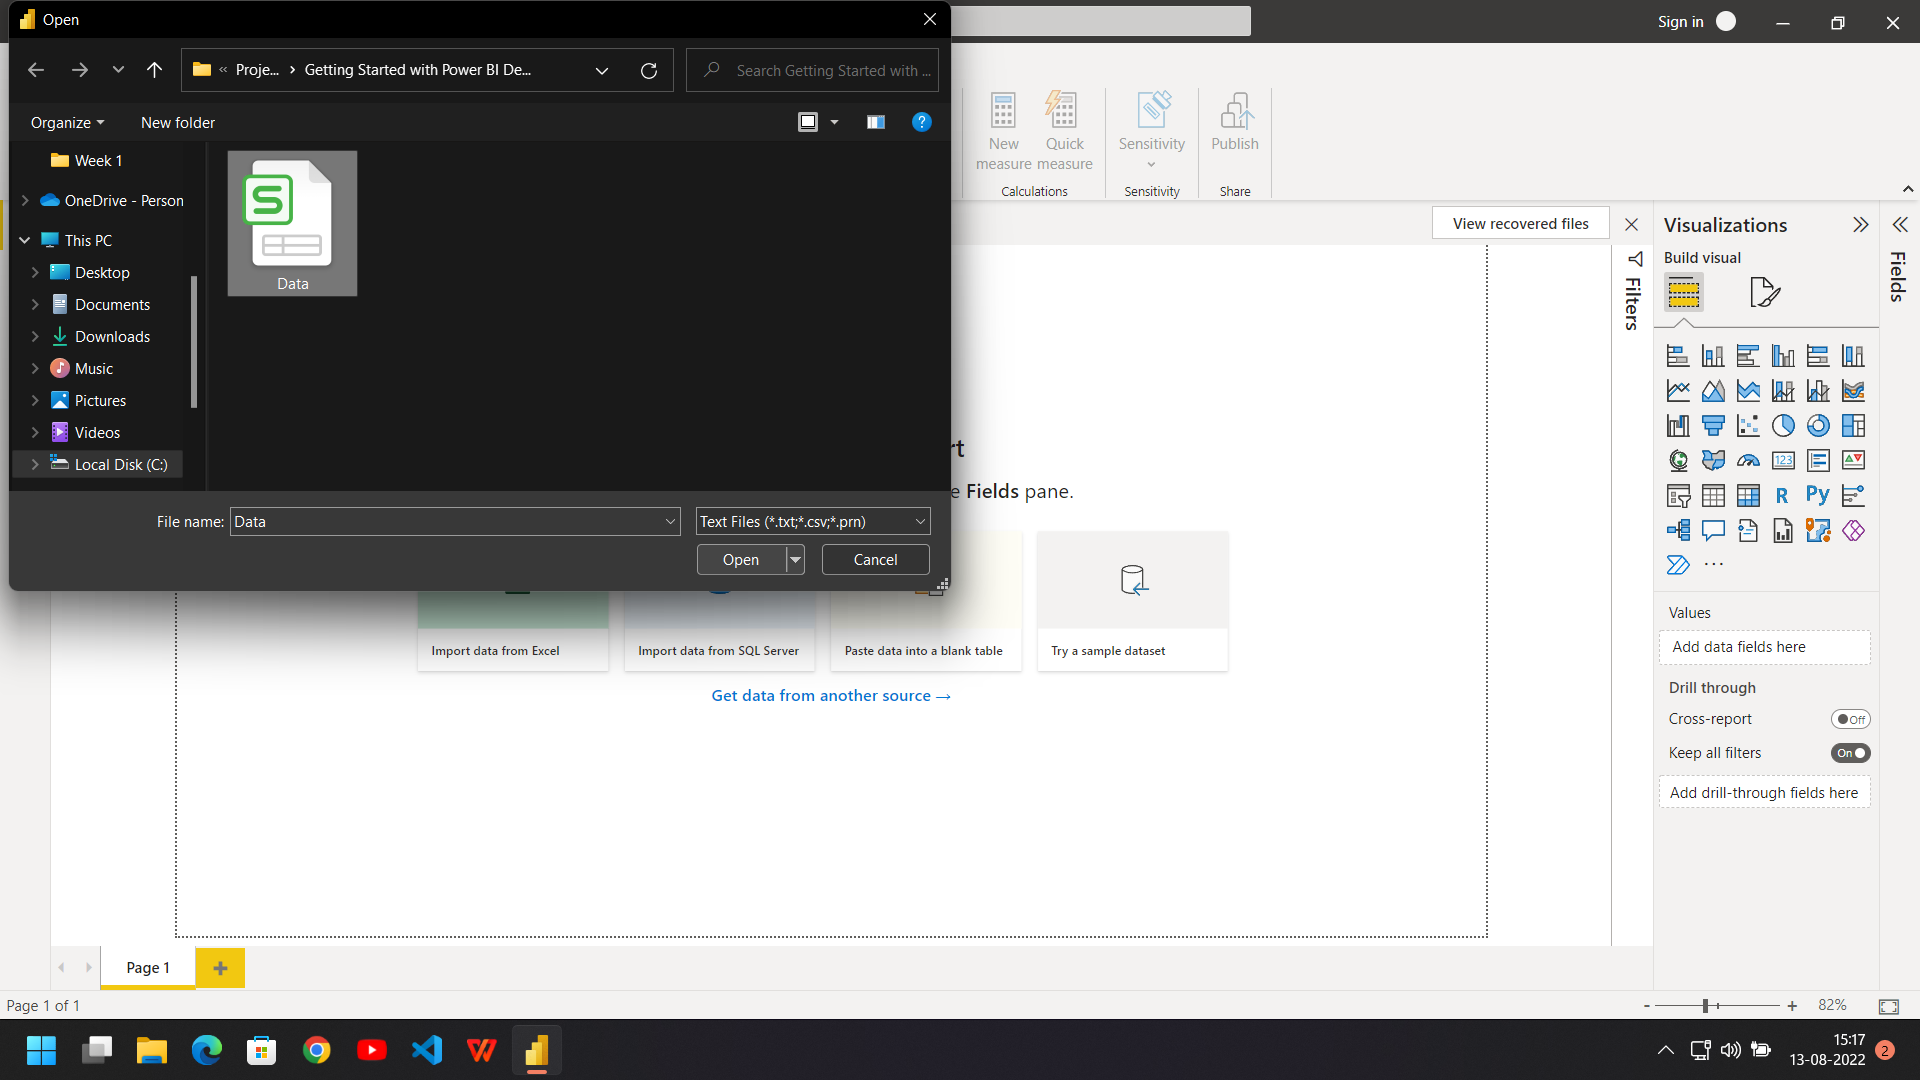 Open
Sign in
« Proje... > Getting Started with Power BI De...
Search Getting Started with ...
Organize
New folder
Week 1
OneDrive - Person
This PC
Desktop
Documents
Downloads
Music
Pictures
Videos
Local Disk (C:)
Data
File name: Data
Text Files (*.txt;*.csv;*.prn)
Open
Cancel
New
measure
Quick
measure
Calculations
Sensitivity
Sensitivity
Publish
Share
View recovered files
Filters
Visualizations
Build visual
123
R
Py
...
Values
Add data fields here
Drill through
Cross-report
Off
Keep all filters
On
Add drill-through fields here
Fields
Fields pane.
Import data from Excel
Import data from SQL Server
Paste data into a blank table
Try a sample dataset
Get data from another source →
Page 1
+
Page 1 of 1
- + 82%
15:17
13-08-2022
2